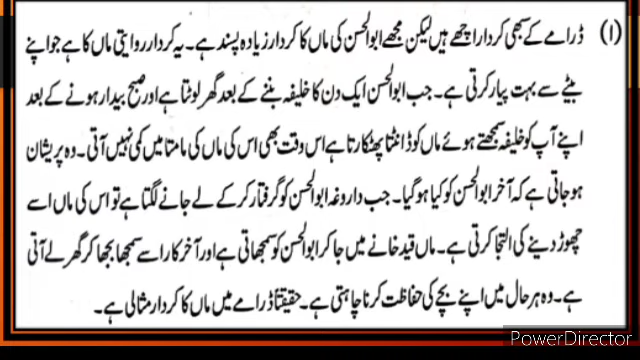 (۱) ڈرامے کے سبھی کردار اچھے ہیں لیکن مجھے ابوالحسن کی ماں کا کردار زیادہ پسند ہے۔ یہ کردار روایتی ماں کا ہے جو اپنے
بیٹے سے بہت پیار کرتی ہے۔ جب ابوالحسن ایک دن کا خلیفہ بننے کے بعد گھر لوٹتا ہے اور صبح بیدار ہونے کے بعد
اپنے آپ کو خلیفہ سمجھتے ہوئے ماں کو ڈانٹتا پھٹکارتا ہے اس وقت بھی اس کی ماں کی مامتا میں کمی نہیں آتی۔ وہ پریشان
ہو جاتی ہے کہ آخر ابوالحسن کو کیا ہو گیا۔ جب داروغہ ابوالحسن کو گرفتار کر کے لے جانے لگتا ہے تو اس کی ماں اسے
چھوڑ دینے کی التجا کرتی ہے۔ ماں قید خانے میں جا کر ابوالحسن کو سمجھاتی ہے اور آخر کار اسے سمجھا بجھا کر گھر لے آتی
ہے۔ وہ ہر حال میں اپنے بچے کی حفاظت کرنا چاہتی ہے۔ حقیقتاً ڈرامے میں ماں کا کردار مثالی ہے۔
PowerDirector